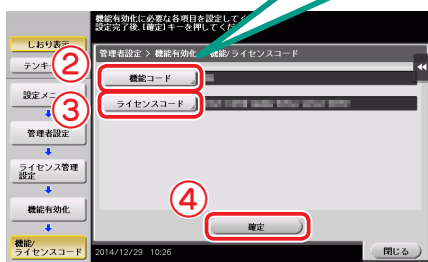 機能有効化に必要な各項目を設定してく
設定完了後、[確定]キーを押してくだ
しおり表示
テンキー
②
設定メニ
③
管理者設定
ライセンス管理
設定
機能有効化
機能/
ライセンスコード
管理者設定 > 機能有効化 機能/ライセンスコード
機能コード
ライセンスコード
④
確定
2014/12/29 10:26
閉じる